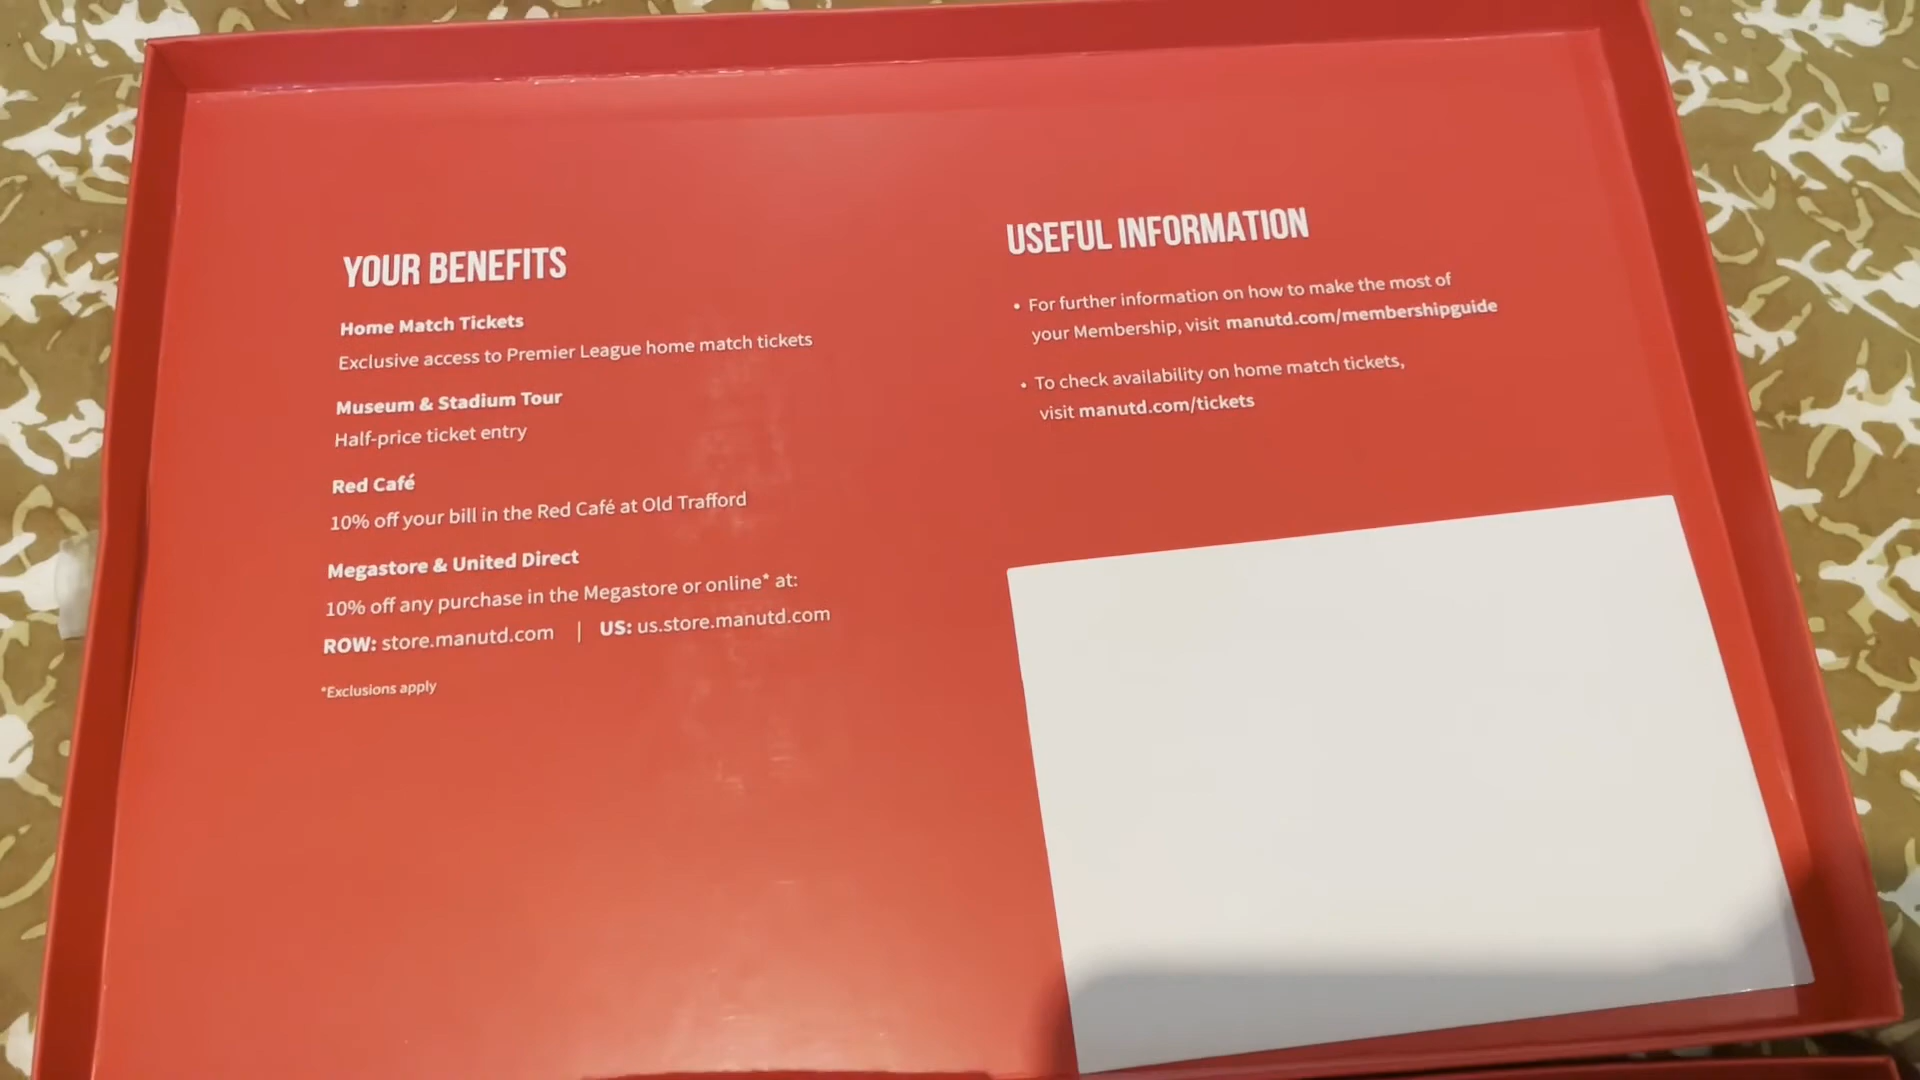 YOUR BENEFITS
Home Match Tickets
Exclusive access to Premier League home match tickets
Museum & Stadium Tour
Half-price ticket entry
Red Café
10% off your bill in the Red Café at Old Trafford
Megastore & United Direct
10% off any purchase in the Megastore or online* at:
ROW: store.manutd.com | US: us.store.manutd.com
*Exclusions apply
USEFUL INFORMATION
• For further information on how to make the most of
your Membership, visit manutd.com/membershipguide
• To check availability on home match tickets,
visit manutd.com/tickets